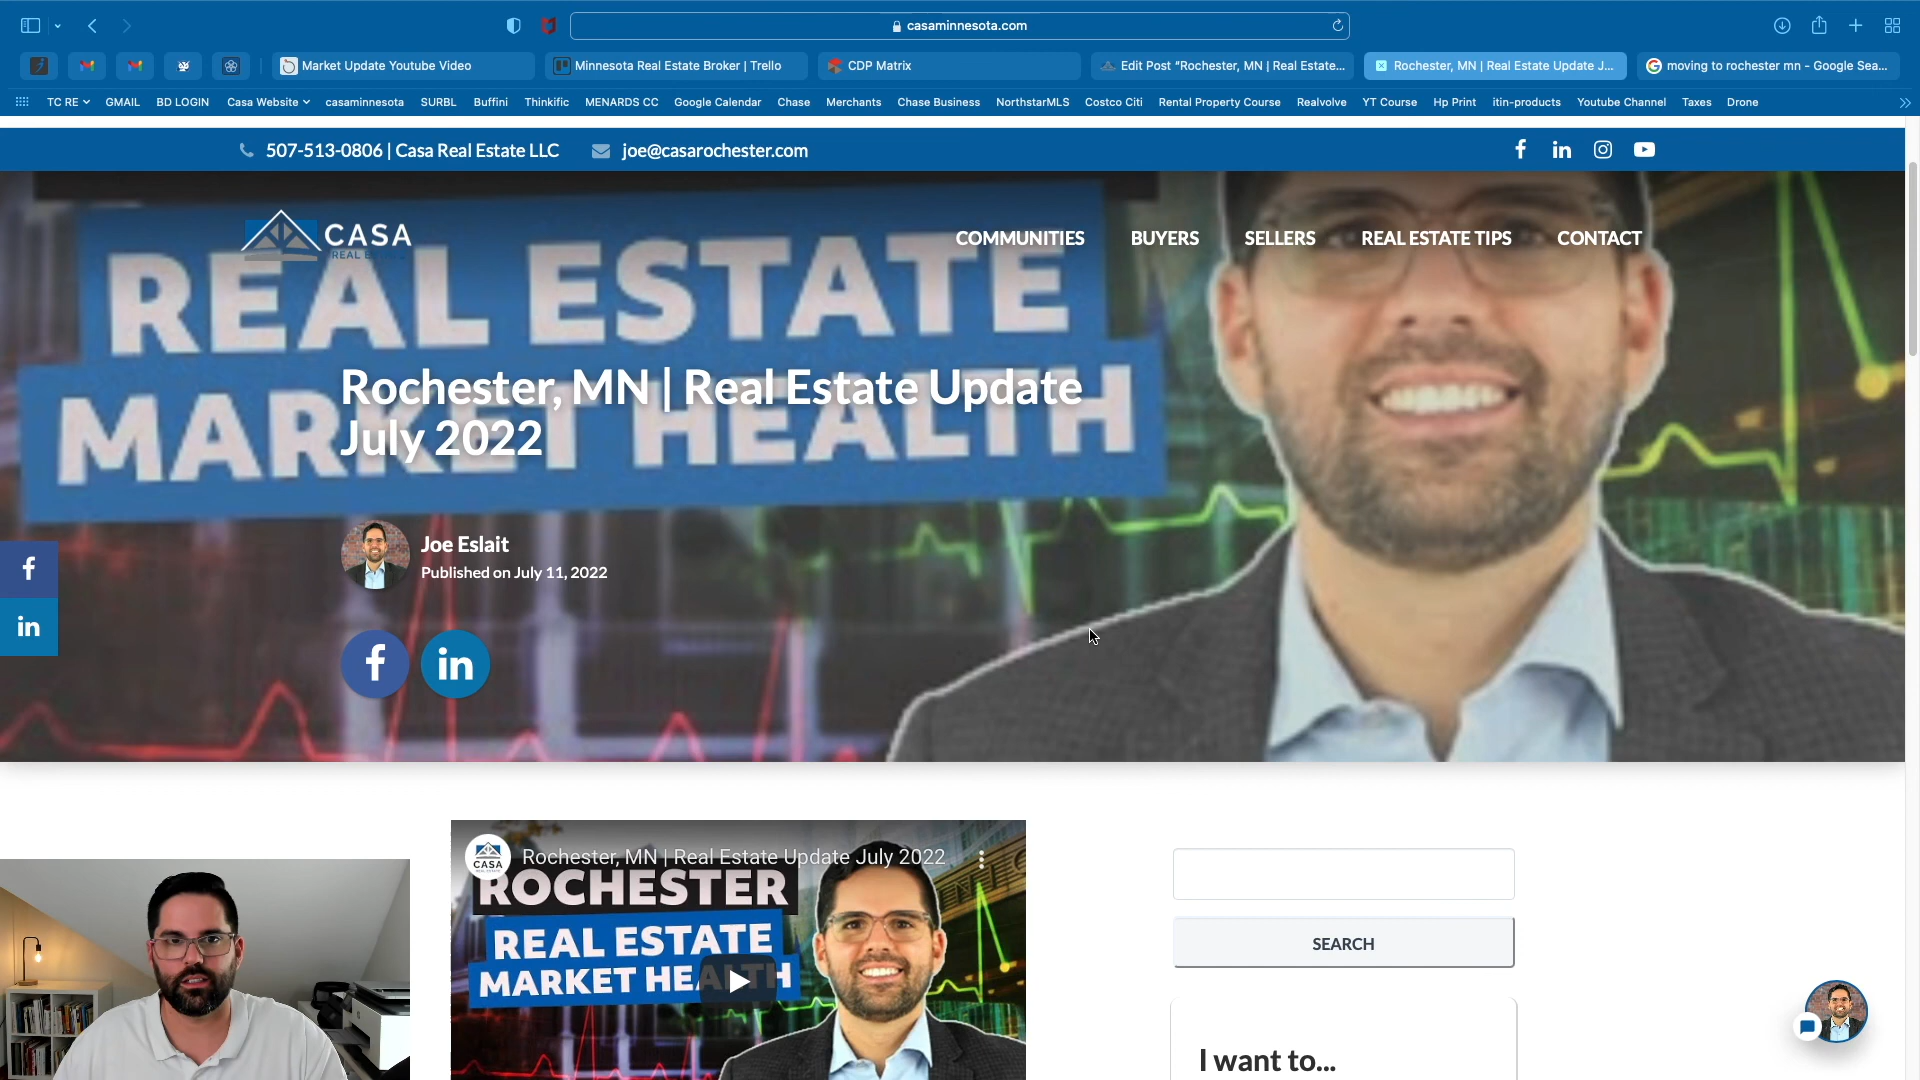 casaminnesota.com
Market Update Youtube Video
Minnesota Real Estate Broker | Trello
CDP Matrix
Edit Post “Rochester, MN | Real Estate...
Rochester, MN | Real Estate Update J...
moving to rochester mn - Google Sea...
TC RE
GMAIL
BD LOGIN
Casa Website
casaminnesota
SURBL
Buffini
Thinkific
MENARDS CC
Google Calendar
Chase
Merchants
Chase Business
NorthstarMLS
Costco Citi
Rental Property Course
Realvolve
YT Course
Hp Print
itin-products
Youtube Channel
Taxes
Drone
507-513-0806 | Casa Real Estate LLC
joe@casarochester.com
CASA
REAL ESTATE
COMMUNITIES
BUYERS
SELLERS
REAL ESTATE TIPS
CONTACT
REAL ESTATE
MARKET HEALTH
Rochester, MN | Real Estate Update
July 2022
Joe Eslait
Published on July 11, 2022
CASA
Rochester, MN | Real Estate Update July 2022
ROCHESTER
REAL ESTATE
MARKET HEALTH
SEARCH
I want to...